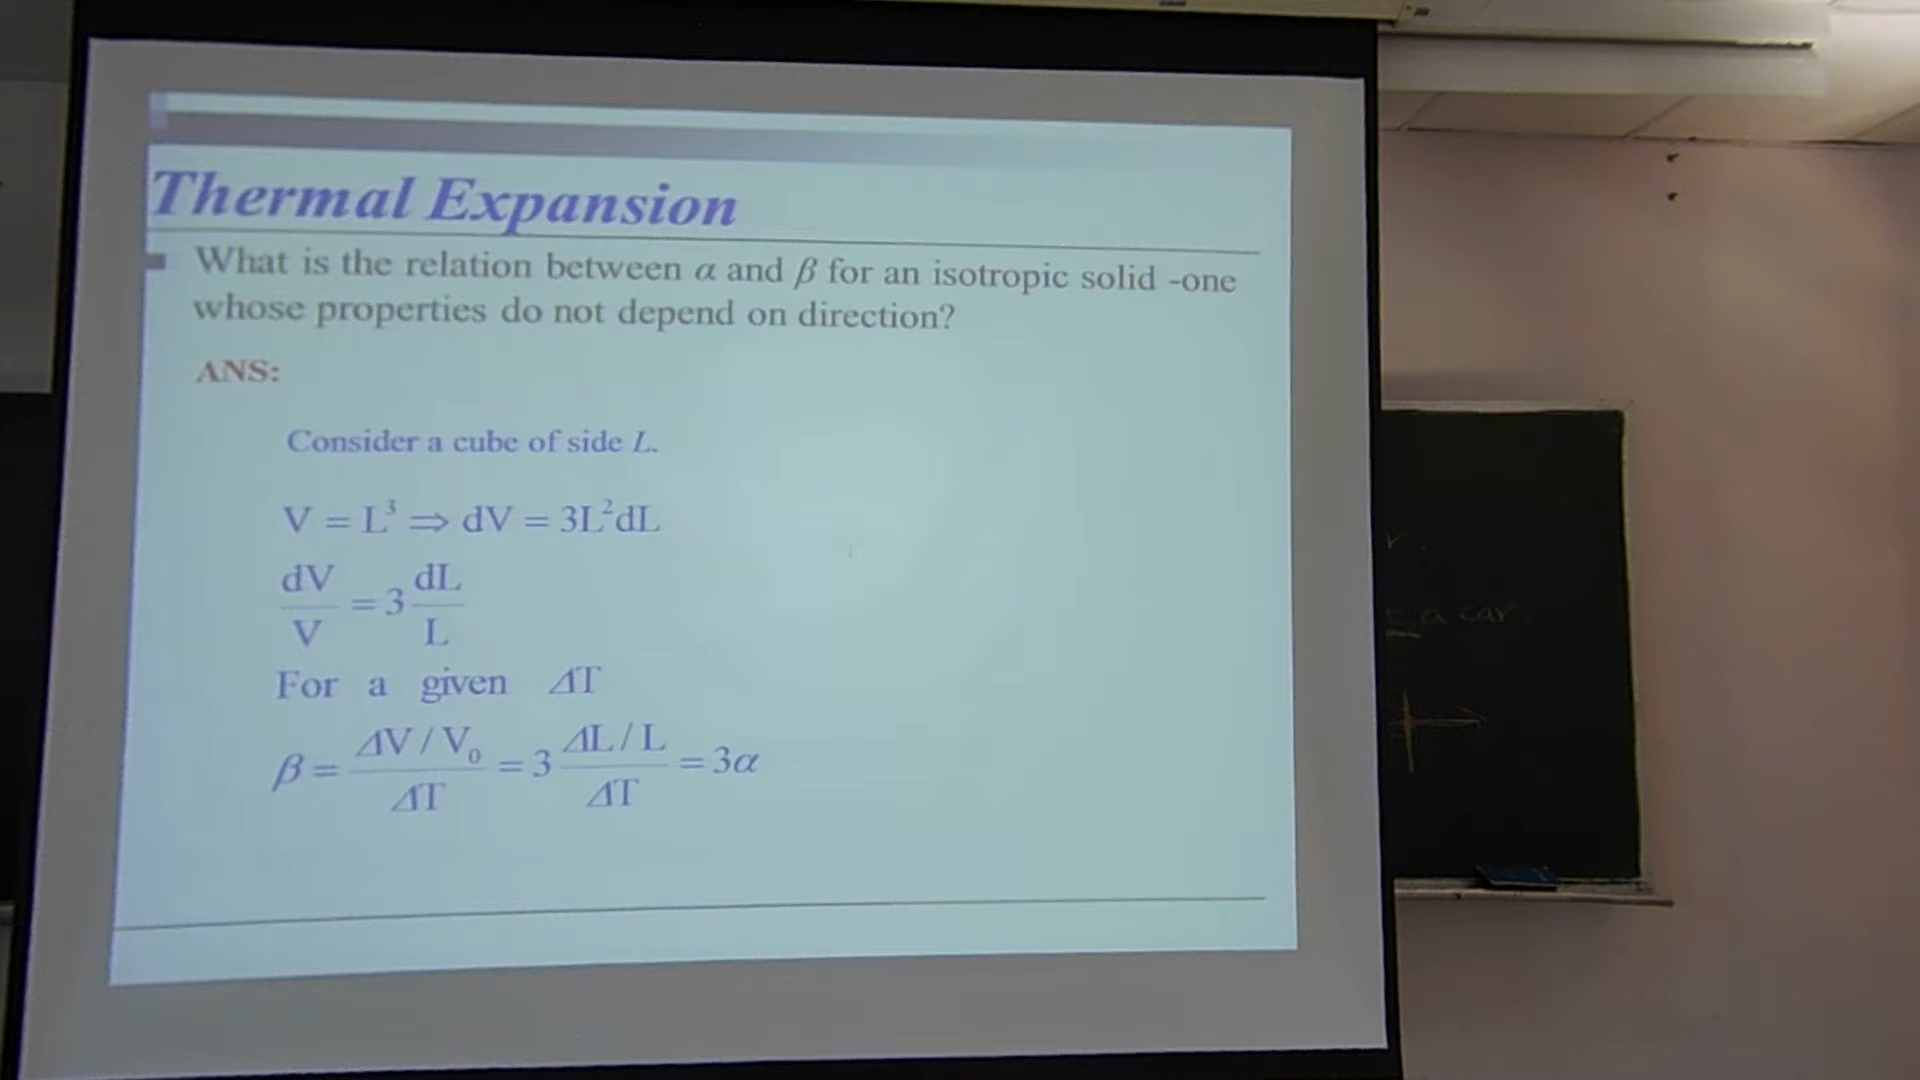 Thermal Expansion
What is the relation between α and β for an isotropic solid -one
whose properties do not depend on direction?
ANS:
Consider a cube of side L.
V = L³ ⇒ dV = 3L²dL
dV/V = 3 dL/L
For a given ΔT
β = (ΔV / V₀)/ΔT = 3 (ΔL / L)/ΔT = 3α
a car